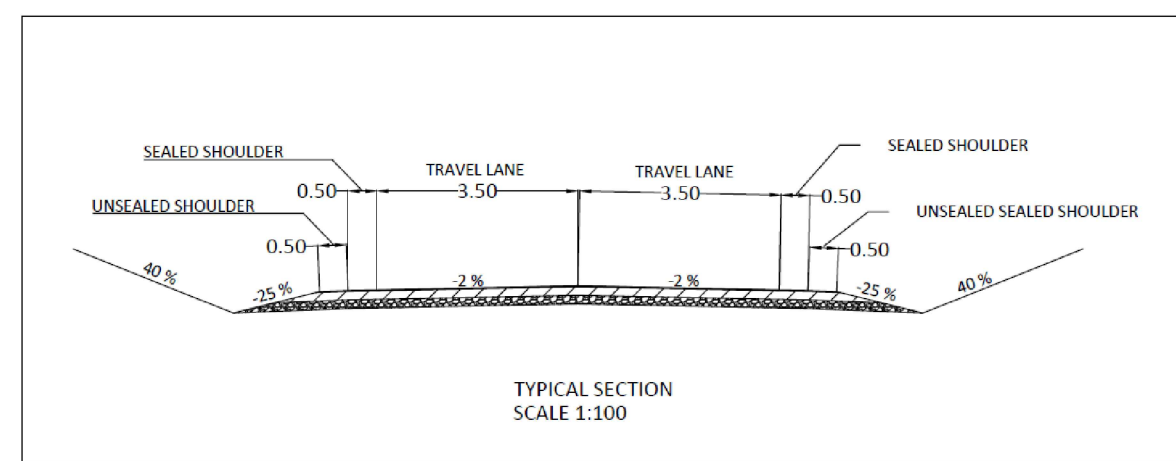 SEALED SHOULDER
TRAVEL LANE
TRAVEL LANE
SEALED SHOULDER
0.50
3.50
3.50
0.50
UNSEALED SHOULDER
UNSEALED SEALED SHOULDER
0.50
0.50
40 %
-25 %
-2 %
-2 %
-25 %
40 %
TYPICAL SECTION
SCALE 1:100